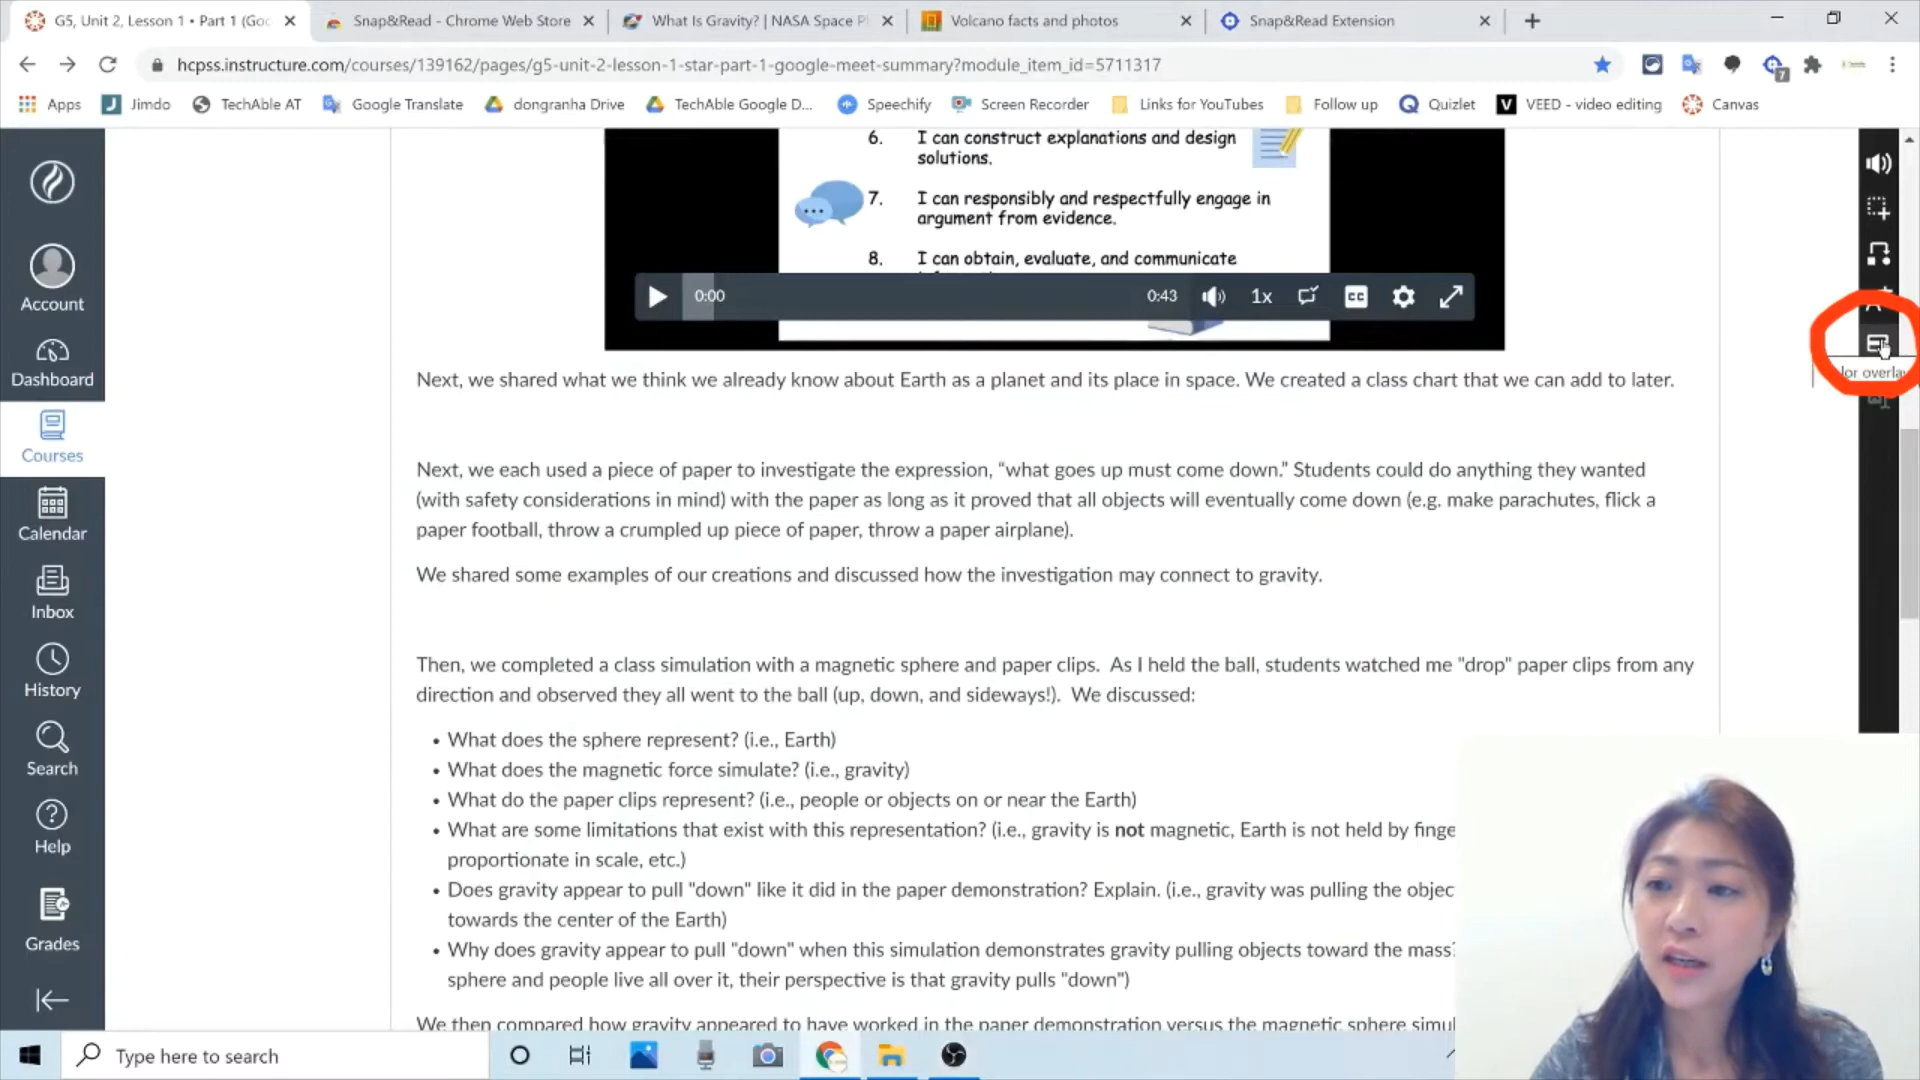 G5, Unit 2, Lesson 1 • Part 1 (Goo
Snap&Read - Chrome Web Store
What Is Gravity? | NASA Space Pl
Volcano facts and photos
Snap&Read Extension
hcpss.instructure.com/courses/139162/pages/g5-unit-2-lesson-1-star-part-1-google-meet-summary?module_item_id=5711317
7
Apps
Jimdo
TechAble AT
Google Translate
dongranha Drive
TechAble Google D...
Speechify
Screen Recorder
Links for YouTubes
Follow up
Quizlet
VEED - video editing
Canvas
Account
Dashboard
Courses
Calendar
Inbox
History
Search
Help
Grades
6. I can construct explanations and design
solutions.
7. I can responsibly and respectfully engage in
argument from evidence.
8. I can obtain, evaluate, and communicate
0:00
0:43
1x
CC
lor overla
Next, we shared what we think we already know about Earth as a planet and its place in space. We created a class chart that we can add to later.
Next, we each used a piece of paper to investigate the expression, “what goes up must come down.” Students could do anything they wanted
(with safety considerations in mind) with the paper as long as it proved that all objects will eventually come down (e.g. make parachutes, flick a
paper football, throw a crumpled up piece of paper, throw a paper airplane).
We shared some examples of our creations and discussed how the investigation may connect to gravity.
Then, we completed a class simulation with a magnetic sphere and paper clips. As I held the ball, students watched me "drop" paper clips from any
direction and observed they all went to the ball (up, down, and sideways!). We discussed:
• What does the sphere represent? (i.e., Earth)
• What does the magnetic force simulate? (i.e., gravity)
• What do the paper clips represent? (i.e., people or objects on or near the Earth)
• What are some limitations that exist with this representation? (i.e., gravity is not magnetic, Earth is not held by finge
proportionate in scale, etc.)
• Does gravity appear to pull "down" like it did in the paper demonstration? Explain. (i.e., gravity was pulling the objec
towards the center of the Earth)
• Why does gravity appear to pull "down" when this simulation demonstrates gravity pulling objects toward the mass?
sphere and people live all over it, their perspective is that gravity pulls "down")
We then compared how gravity appeared to have worked in the paper demonstration versus the magnetic sphere simul
Type here to search